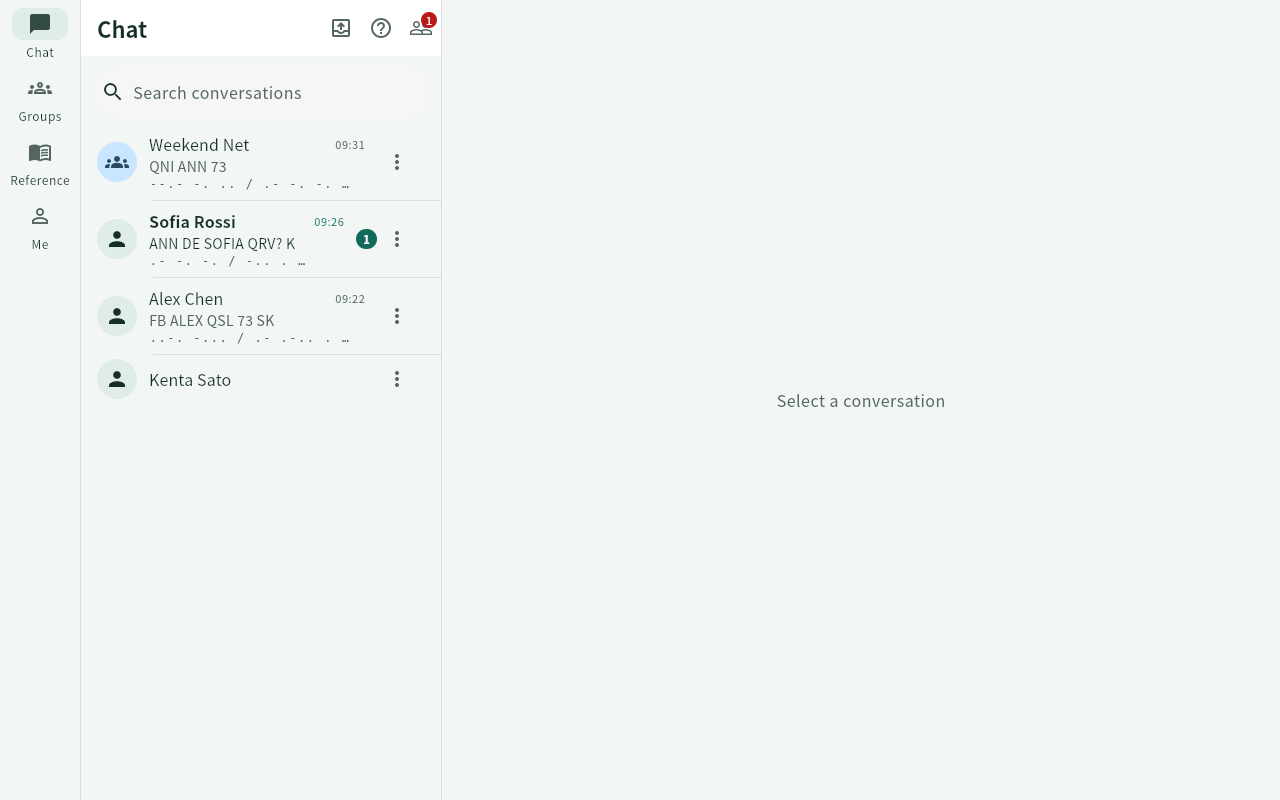 Chat
Groups
Reference
Me
Chat
1
Search conversations
Weekend Net 09:31
QNI ANN 73
--.- -. .. / .- -. -. …
Sofia Rossi 09:26
ANN DE SOFIA QRV? K 1
.- -. -. / -.. . …
Alex Chen 09:22
FB ALEX QSL 73 SK
..-. -... / .- .-.. . …
Kenta Sato
Select a conversation